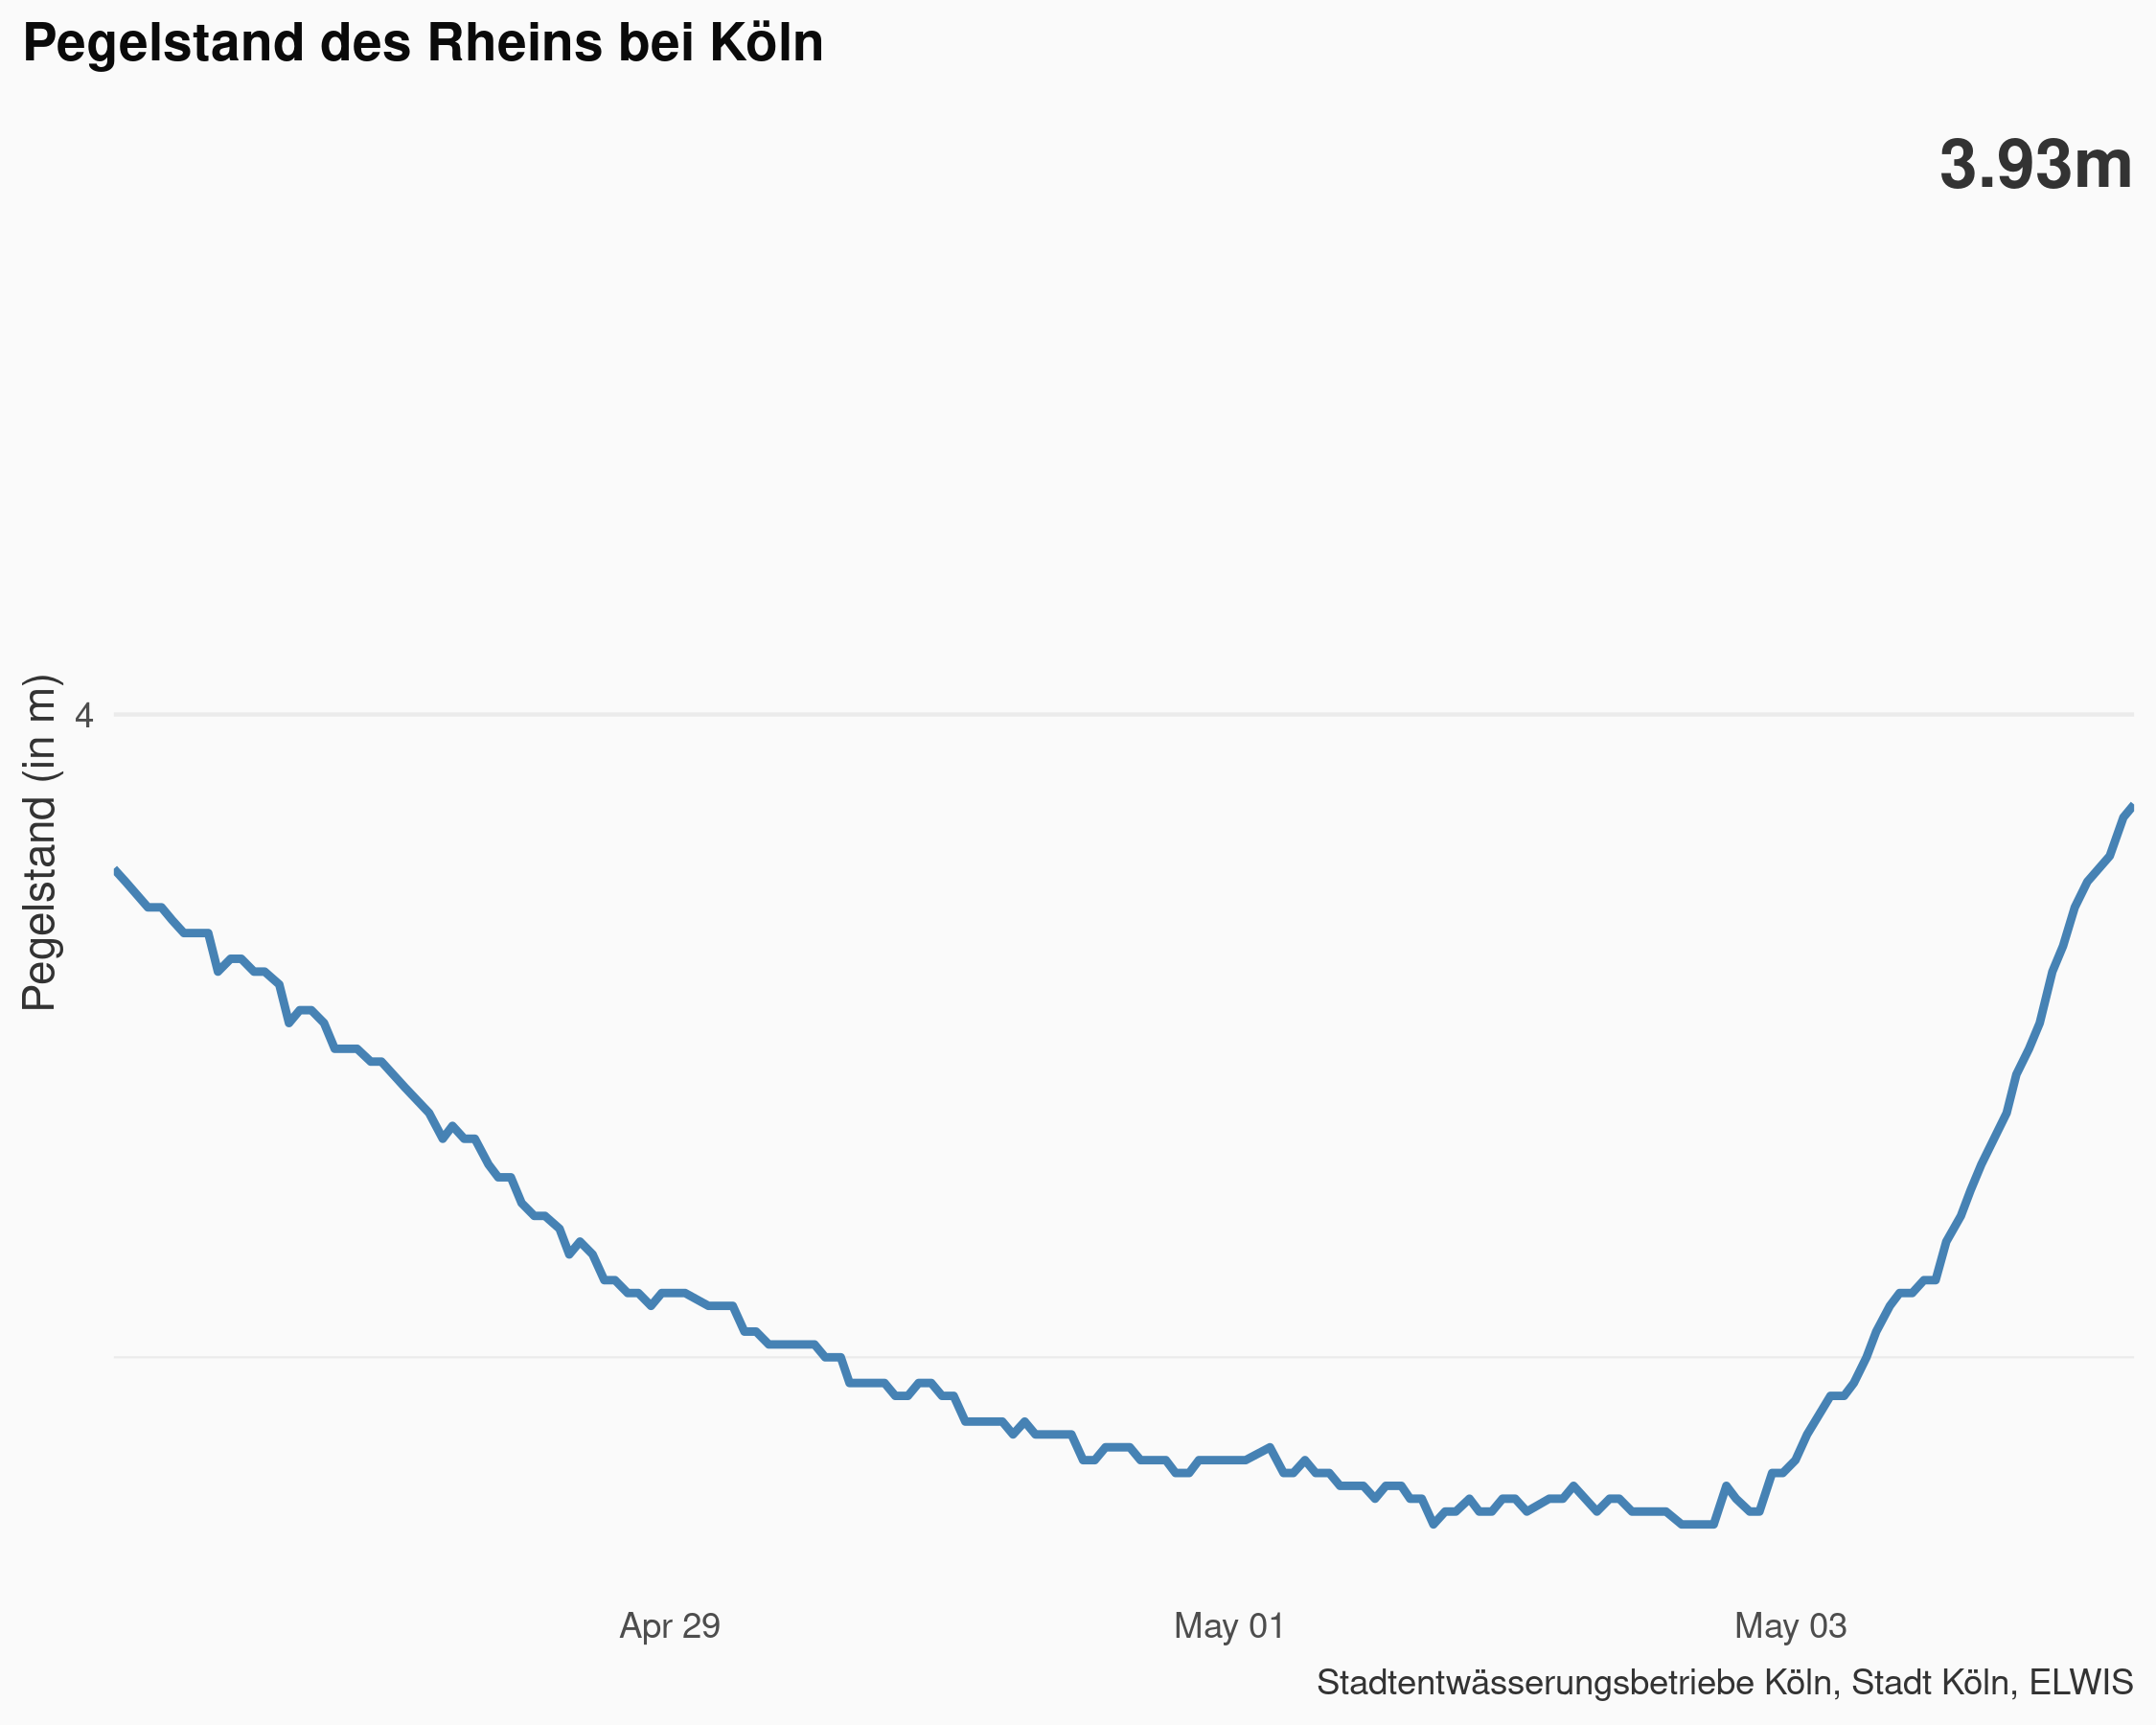 Pegelstand des Rheins bei Köln
3.93m
Pegelstand (in m)
4
Apr 29
May 01
May 03
Stadtentwässerungsbetriebe Köln, Stadt Köln, ELWIS